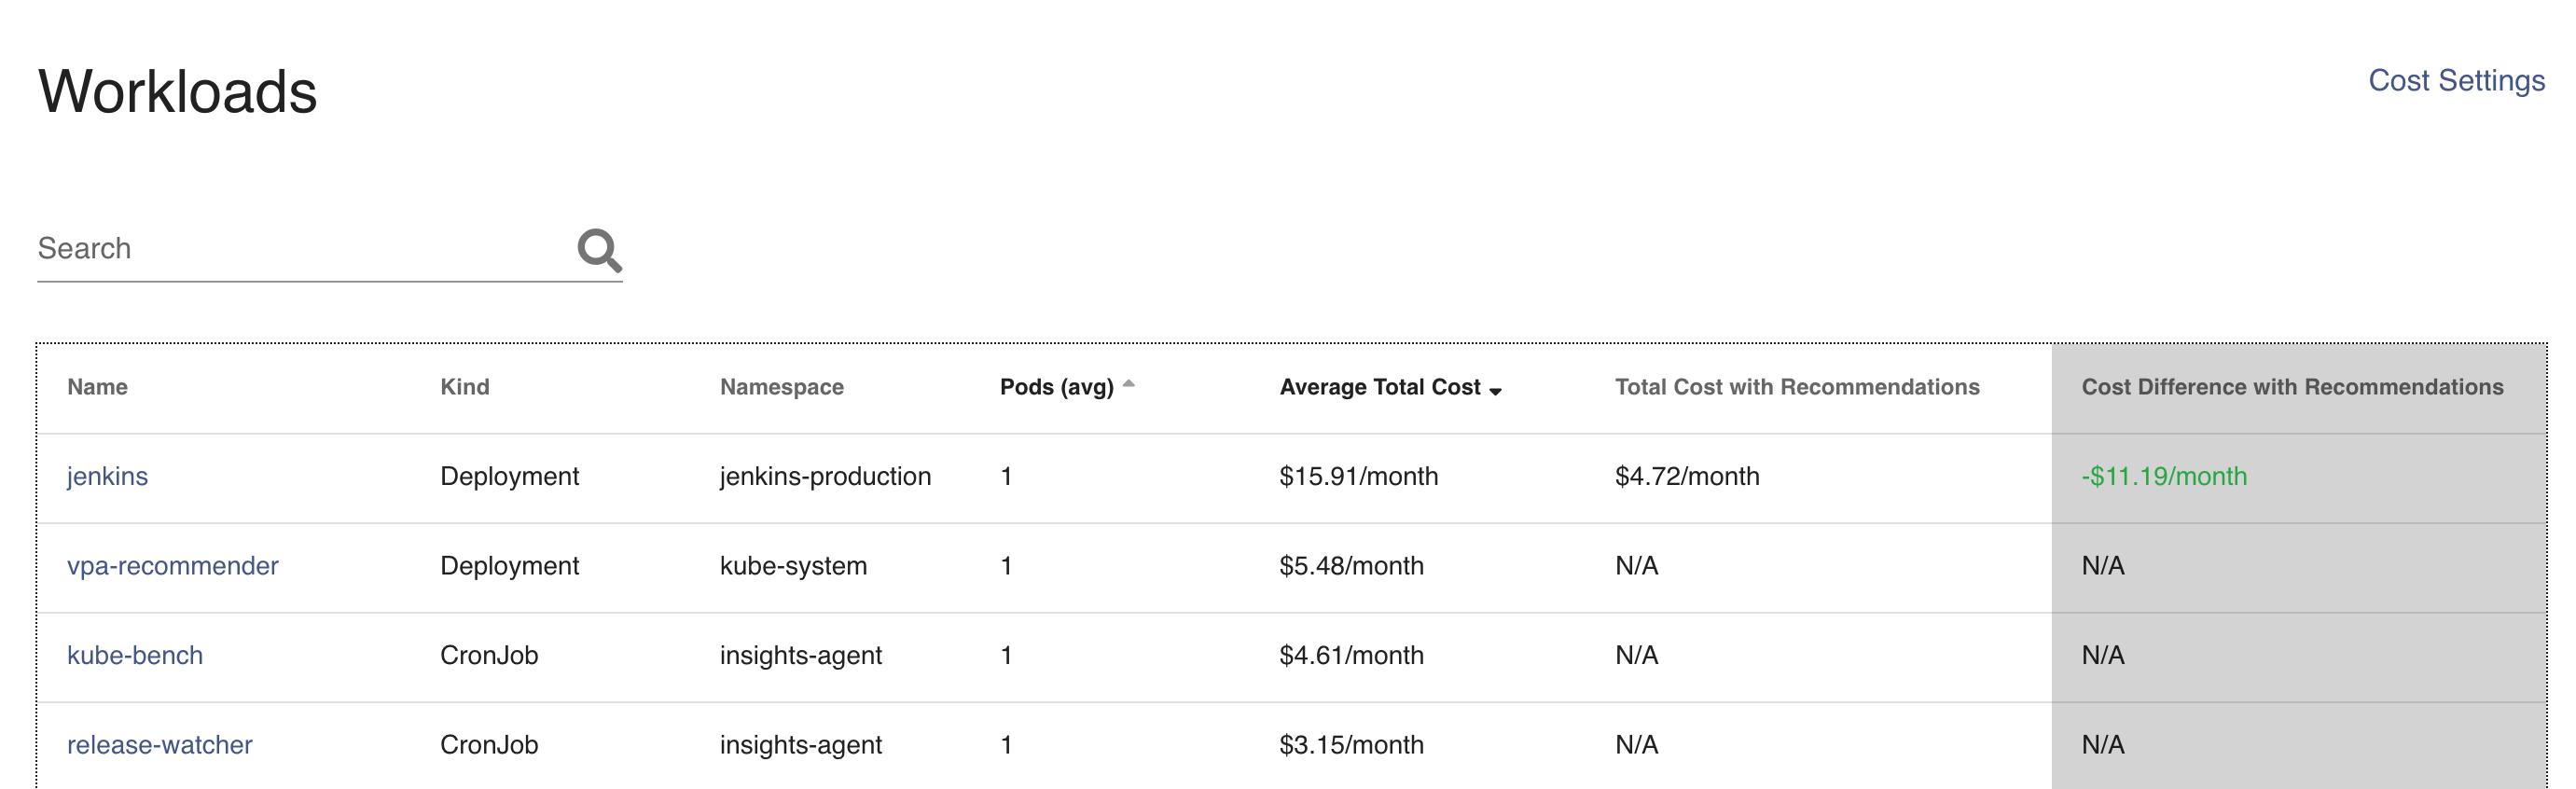 Workloads
Cost Settings
Search
Name Kind Namespace Pods (avg) Average Total Cost Total Cost with Recommendations Cost Difference with Recommendations
jenkins Deployment jenkins-production 1 $15.91/month $4.72/month -$11.19/month
vpa-recommender Deployment kube-system 1 $5.48/month N/A N/A
kube-bench CronJob insights-agent 1 $4.61/month N/A N/A
release-watcher CronJob insights-agent 1 $3.15/month N/A N/A